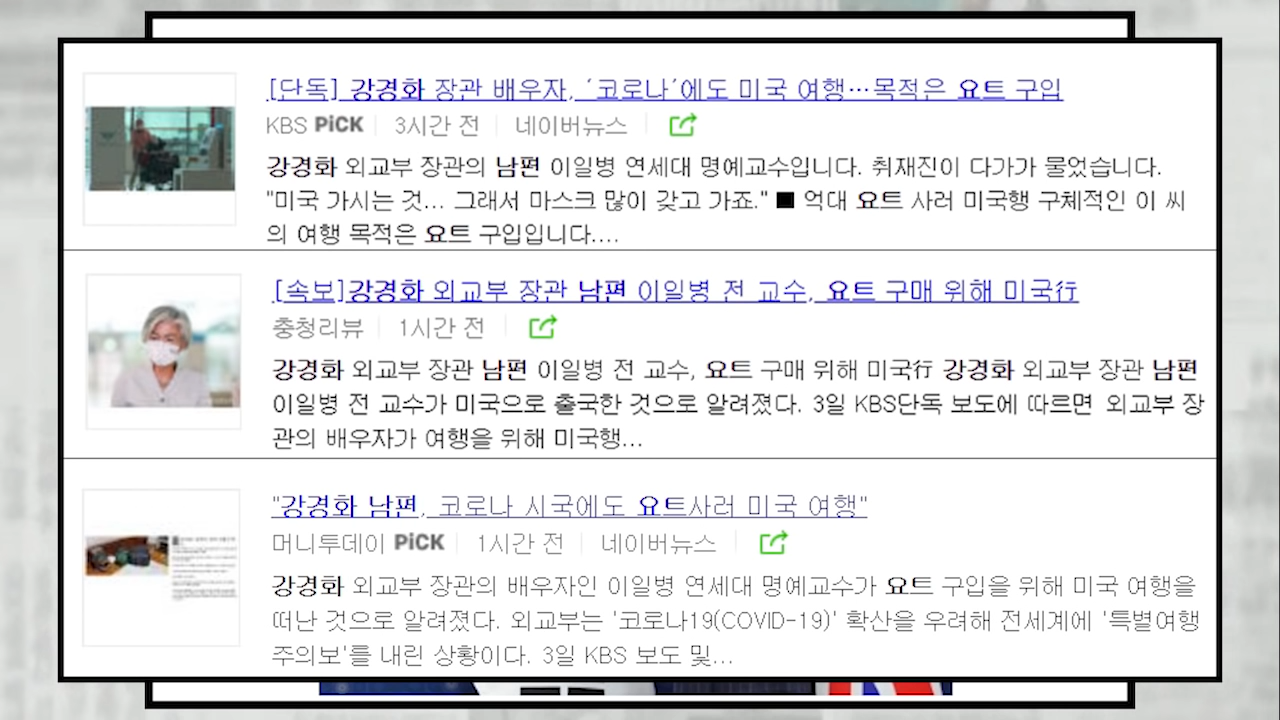 [단독] 강경화 장관 배우자, ´코로나´에도 미국 여행…목적은 요트 구입
KBS PiCK 3시간 전 네이버뉴스
강경화 외교부 장관의 남편 이일병 연세대 명예교수입니다. 취재진이 다가가 물었습니다.
"미국 가시는 것... 그래서 마스크 많이 갖고 가죠." ■ 억대 요트 사러 미국행 구체적인 이 씨
의 여행 목적은 요트 구입입니다....
[속보]강경화 외교부 장관 남편 이일병 전 교수, 요트 구매 위해 미국行
충청리뷰 1시간 전
강경화 외교부 장관 남편 이일병 전 교수, 요트 구매 위해 미국行 강경화 외교부 장관 남편
이일병 전 교수가 미국으로 출국한 것으로 알려졌다. 3일 KBS단독 보도에 따르면 외교부 장
관의 배우자가 여행을 위해 미국행...
"강경화 남편, 코로나 시국에도 요트사러 미국 여행"
머니투데이 PiCK 1시간 전 네이버뉴스
강경화 외교부 장관의 배우자인 이일병 연세대 명예교수가 요트 구입을 위해 미국 여행을
떠난 것으로 알려졌다. 외교부는 '코로나19(COVID-19)' 확산을 우려해 전세계에 '특별여행
주의보'를 내린 상황이다. 3일 KBS 보도 및...